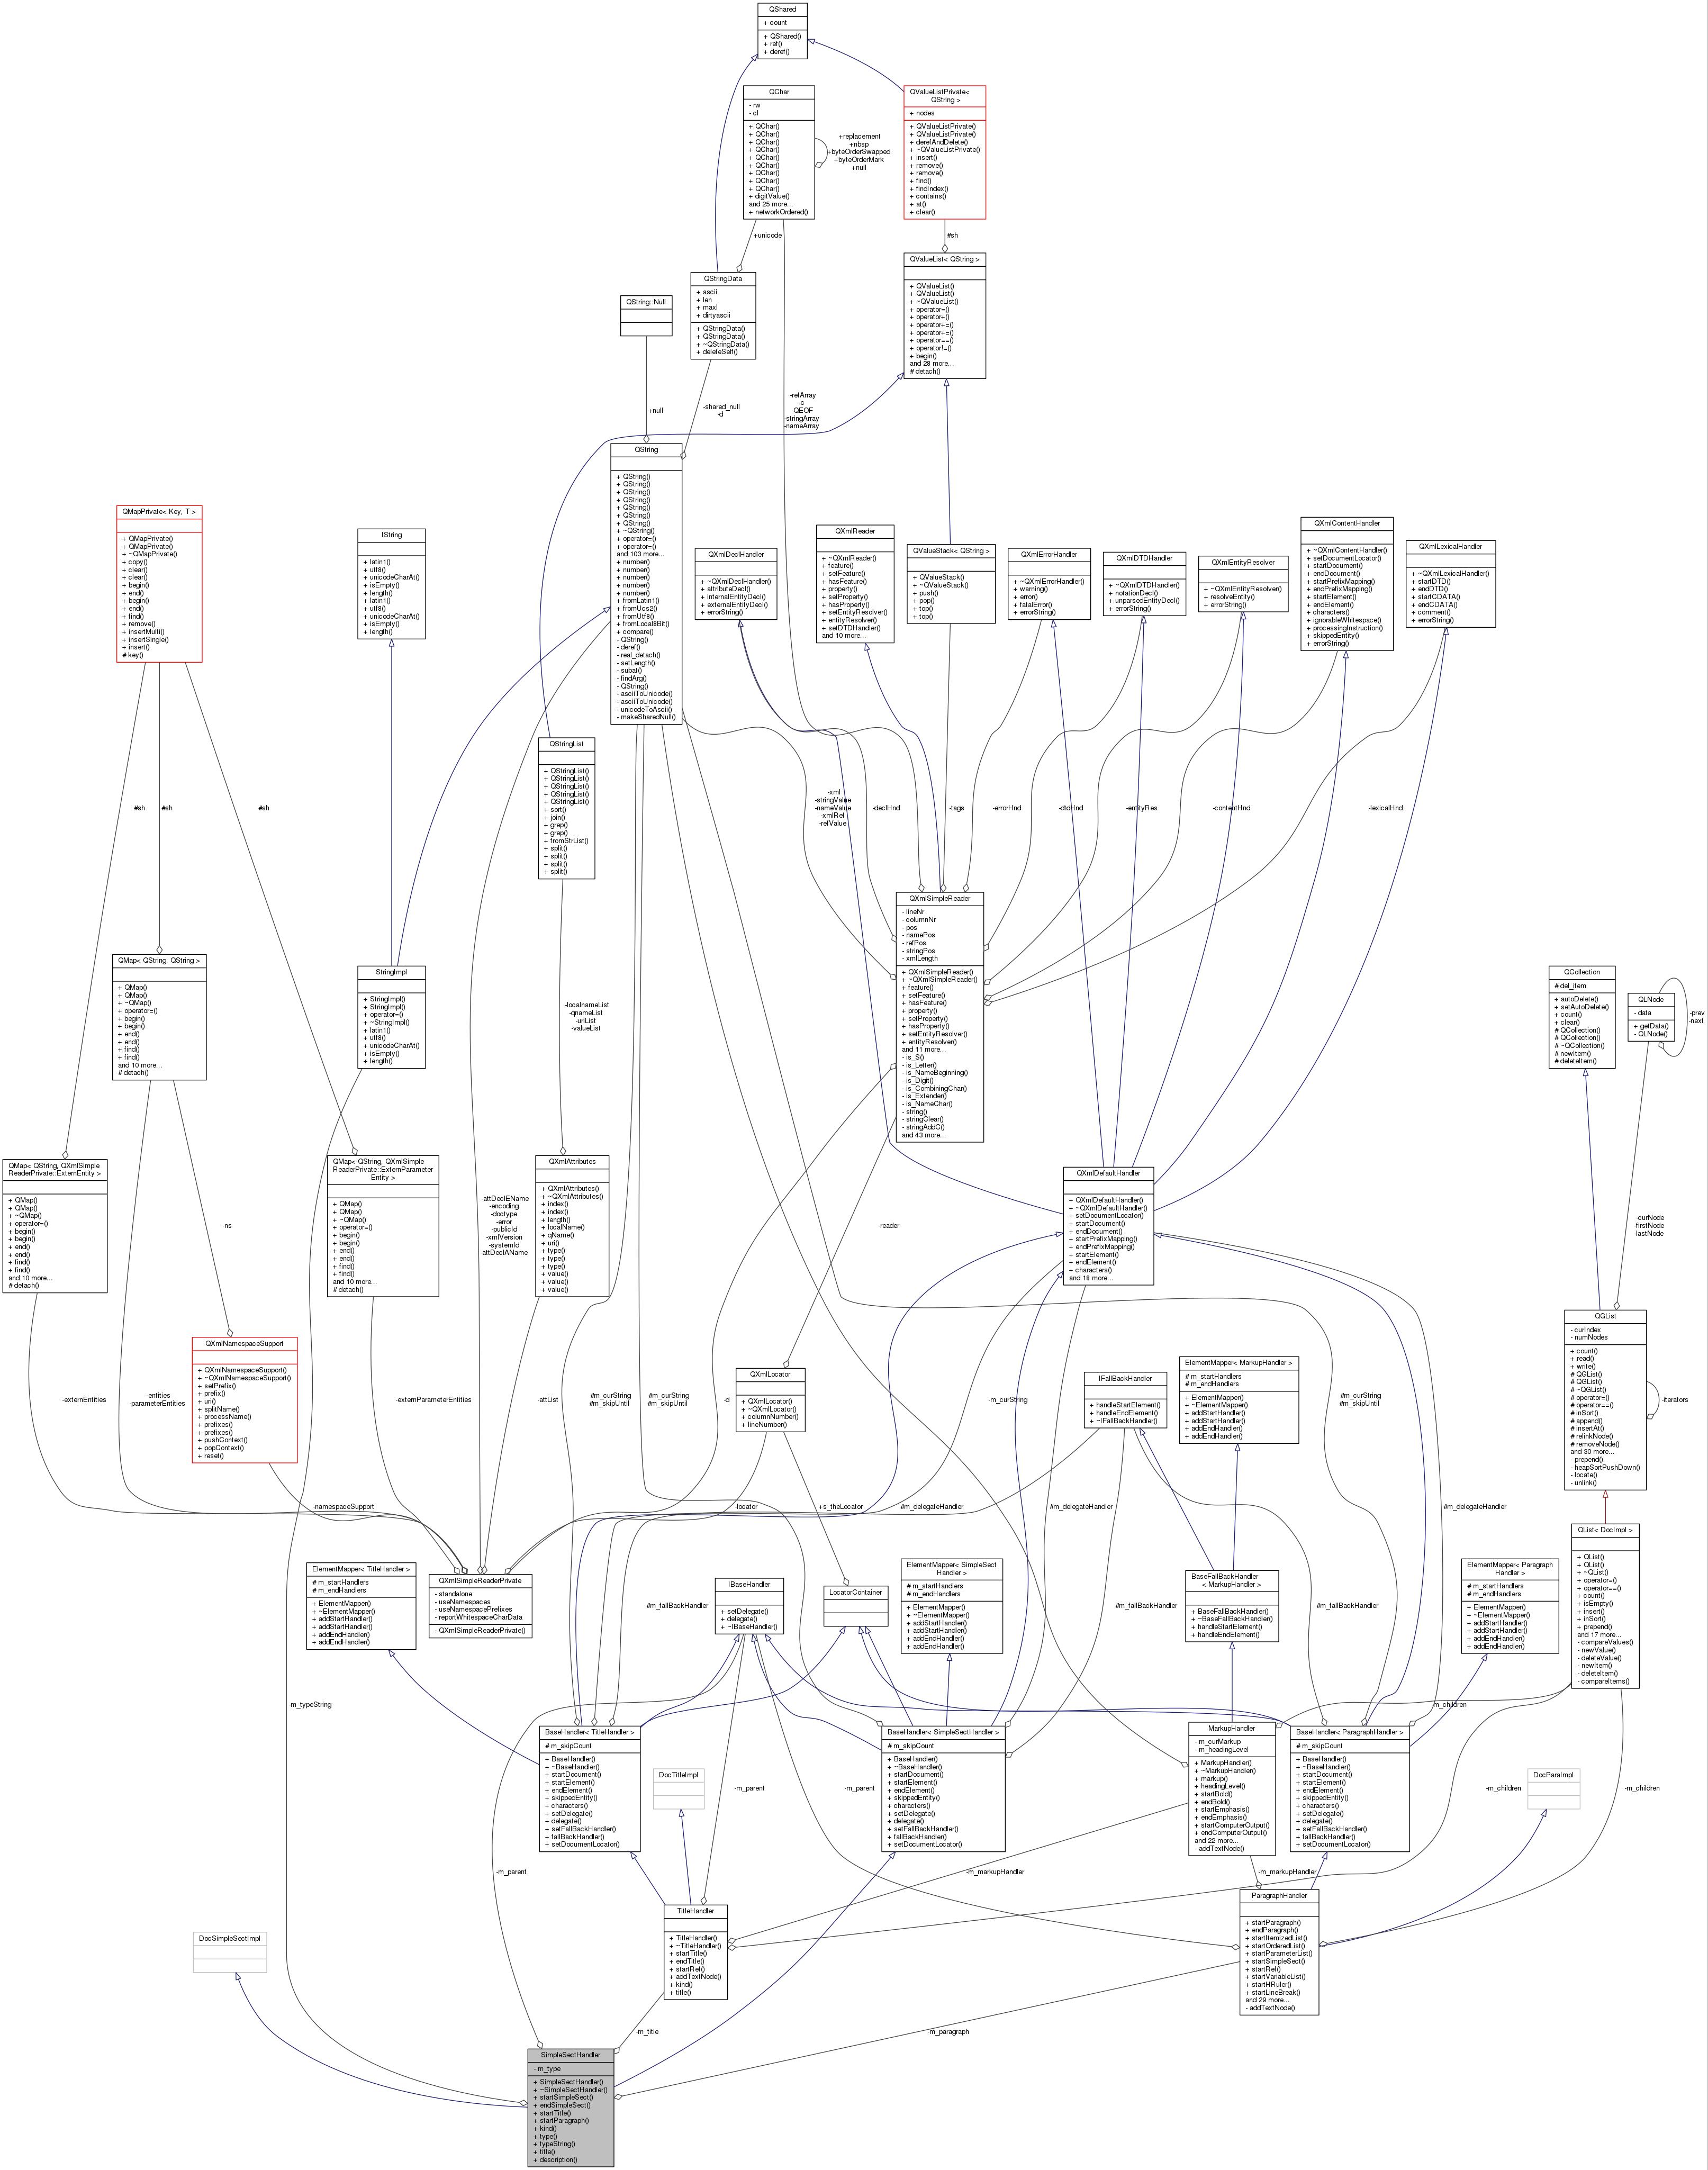 QShared
+ count
+ QShared()
+ ref()
+ deref()
QChar
- rw
- cl
+ QChar()
+ QChar()
+ QChar()
+ QChar()
+ QChar()
+ QChar()
+ QChar()
+ QChar()
+ QChar()
+ digitValue()
and 25 more...
+ networkOrdered()
+replacement
+nbsp
+byteOrderSwapped
+byteOrderMark
+null
QValueListPrivate<
QString >
+ nodes
+ QValueListPrivate()
+ QValueListPrivate()
+ derefAndDelete()
+ ~QValueListPrivate()
+ insert()
+ remove()
+ remove()
+ find()
+ findIndex()
+ contains()
+ at()
+ clear()
+unicode
#sh
QValueList< QString >
+ QValueList()
+ QValueList()
+ ~QValueList()
+ operator=()
+ operator+()
+ operator+=()
+ operator+=()
+ operator==()
+ operator!=()
+ begin()
and 28 more...
# detach()
QStringData
+ ascii
+ len
+ maxl
+ dirtyascii
+ QStringData()
+ QStringData()
+ ~QStringData()
+ deleteSelf()
QString::Null
+null
-shared_null
-d
-refArray
-c
-QEOF
-stringArray
-nameArray
QString
+ QString()
+ QString()
+ QString()
+ QString()
+ QString()
+ QString()
+ QString()
+ ~QString()
+ operator=()
+ operator=()
and 103 more...
+ number()
+ number()
+ number()
+ number()
+ number()
+ fromLatin1()
+ fromUcs2()
+ fromUtf8()
+ fromLocal8Bit()
+ compare()
- QString()
- deref()
- real_detach()
- setLength()
- subat()
- findArg()
- QString()
- asciiToUnicode()
- asciiToUnicode()
- unicodeToAscii()
- makeSharedNull()
QMapPrivate< Key, T >
+ QMapPrivate()
+ QMapPrivate()
+ ~QMapPrivate()
+ copy()
+ clear()
+ clear()
+ begin()
+ end()
+ begin()
+ end()
+ find()
+ remove()
+ insertMulti()
+ insertSingle()
+ insert()
# key()
IString
+ latin1()
+ utf8()
+ unicodeCharAt()
+ isEmpty()
+ length()
+ latin1()
+ utf8()
+ unicodeCharAt()
+ isEmpty()
+ length()
QXmlDeclHandler
+ ~QXmlDeclHandler()
+ attributeDecl()
+ internalEntityDecl()
+ externalEntityDecl()
+ errorString()
QXmlReader
+ ~QXmlReader()
+ feature()
+ setFeature()
+ hasFeature()
+ property()
+ setProperty()
+ hasProperty()
+ setEntityResolver()
+ entityResolver()
+ setDTDHandler()
and 10 more...
QValueStack< QString >
+ QValueStack()
+ ~QValueStack()
+ push()
+ pop()
+ top()
+ top()
QXmlErrorHandler
+ ~QXmlErrorHandler()
+ warning()
+ error()
+ fatalError()
+ errorString()
QXmlDTDHandler
+ ~QXmlDTDHandler()
+ notationDecl()
+ unparsedEntityDecl()
+ errorString()
QXmlEntityResolver
+ ~QXmlEntityResolver()
+ resolveEntity()
+ errorString()
QXmlContentHandler
+ ~QXmlContentHandler()
+ setDocumentLocator()
+ startDocument()
+ endDocument()
+ startPrefixMapping()
+ endPrefixMapping()
+ startElement()
+ endElement()
+ characters()
+ ignorableWhitespace()
+ processingInstruction()
+ skippedEntity()
+ errorString()
QXmlLexicalHandler
+ ~QXmlLexicalHandler()
+ startDTD()
+ endDTD()
+ startCDATA()
+ endCDATA()
+ comment()
+ errorString()
QStringList
+ QStringList()
+ QStringList()
+ QStringList()
+ QStringList()
+ QStringList()
+ sort()
+ join()
+ grep()
+ grep()
+ fromStrList()
+ split()
+ split()
+ split()
+ split()
#sh
#sh
#sh
-xml
-stringValue
-nameValue
-xmlRef
-refValue
-declHnd
-tags
-errorHnd
-dtdHnd
-entityRes
-contentHnd
-lexicalHnd
QXmlSimpleReader
- lineNr
- columnNr
- pos
- namePos
- refPos
- stringPos
- xmlLength
+ QXmlSimpleReader()
+ ~QXmlSimpleReader()
+ feature()
+ setFeature()
+ hasFeature()
+ property()
+ setProperty()
+ hasProperty()
+ setEntityResolver()
+ entityResolver()
and 11 more...
- is_S()
- is_Letter()
- is_NameBeginning()
- is_Digit()
- is_CombiningChar()
- is_Extender()
- is_NameChar()
- string()
- stringClear()
- stringAddC()
and 43 more...
QMap< QString, QString >
+ QMap()
+ QMap()
+ ~QMap()
+ operator=()
+ begin()
+ begin()
+ end()
+ end()
+ find()
+ find()
and 10 more...
# detach()
StringImpl
+ StringImpl()
+ StringImpl()
+ operator=()
+ ~StringImpl()
+ latin1()
+ utf8()
+ unicodeCharAt()
+ isEmpty()
+ length()
-localnameList
-qnameList
-uriList
-valueList
QCollection
# del_item
+ autoDelete()
+ setAutoDelete()
+ count()
+ clear()
# QCollection()
# QCollection()
# ~QCollection()
# newItem()
# deleteItem()
QLNode
- data
+ getData()
- QLNode()
-prev
-next
QMap< QString, QXmlSimple
ReaderPrivate::ExternEntity >
+ QMap()
+ QMap()
+ ~QMap()
+ operator=()
+ begin()
+ begin()
+ end()
+ end()
+ find()
+ find()
and 10 more...
# detach()
QMap< QString, QXmlSimple
ReaderPrivate::ExternParameter
Entity >
+ QMap()
+ QMap()
+ ~QMap()
+ operator=()
+ begin()
+ begin()
+ end()
+ end()
+ find()
+ find()
and 10 more...
# detach()
QXmlAttributes
+ QXmlAttributes()
+ ~QXmlAttributes()
+ index()
+ index()
+ length()
+ localName()
+ qName()
+ uri()
+ type()
+ type()
+ type()
+ value()
+ value()
+ value()
QXmlDefaultHandler
+ QXmlDefaultHandler()
+ ~QXmlDefaultHandler()
+ setDocumentLocator()
+ startDocument()
+ endDocument()
+ startPrefixMapping()
+ endPrefixMapping()
+ startElement()
+ endElement()
+ characters()
and 18 more...
-ns
-attDeclEName
-encoding
-doctype
-error
-publicId
-xmlVersion
-systemId
-attDeclAName
-reader
-curNode
-firstNode
-lastNode
QGList
- curIndex
- numNodes
+ count()
+ read()
+ write()
# QGList()
# QGList()
# ~QGList()
# operator=()
# operator==()
# inSort()
# append()
# insertAt()
# relinkNode()
# removeNode()
and 30 more...
- prepend()
- heapSortPushDown()
- locate()
- unlink()
-iterators
QXmlNamespaceSupport
+ QXmlNamespaceSupport()
+ ~QXmlNamespaceSupport()
+ setPrefix()
+ prefix()
+ uri()
+ splitName()
+ processName()
+ prefixes()
+ prefixes()
+ pushContext()
+ popContext()
+ reset()
-externEntities
-entities
-parameterEntities
-externParameterEntities
-attList
#m_curString
#m_skipUntil
#m_curString
#m_skipUntil
-d
QXmlLocator
+ QXmlLocator()
+ ~QXmlLocator()
+ columnNumber()
+ lineNumber()
-m_curString
IFallBackHandler
+ handleStartElement()
+ handleEndElement()
+ ~IFallBackHandler()
ElementMapper< MarkupHandler >
# m_startHandlers
# m_endHandlers
+ ElementMapper()
+ ~ElementMapper()
+ addStartHandler()
+ addStartHandler()
+ addEndHandler()
+ addEndHandler()
#m_curString
#m_skipUntil
-namespaceSupport
-locator
+s_theLocator
#m_delegateHandler
#m_delegateHandler
#m_delegateHandler
QList< DocImpl >
+ QList()
+ QList()
+ ~QList()
+ operator=()
+ operator==()
+ count()
+ isEmpty()
+ insert()
+ inSort()
+ prepend()
and 17 more...
- compareValues()
- newValue()
- deleteValue()
- newItem()
- deleteItem()
- compareItems()
ElementMapper< TitleHandler >
# m_startHandlers
# m_endHandlers
+ ElementMapper()
+ ~ElementMapper()
+ addStartHandler()
+ addStartHandler()
+ addEndHandler()
+ addEndHandler()
QXmlSimpleReaderPrivate
- standalone
- useNamespaces
- useNamespacePrefixes
- reportWhitespaceCharData
- QXmlSimpleReaderPrivate()
#m_fallBackHandler
IBaseHandler
+ setDelegate()
+ delegate()
+ ~IBaseHandler()
LocatorContainer
ElementMapper< SimpleSect
Handler >
# m_startHandlers
# m_endHandlers
+ ElementMapper()
+ ~ElementMapper()
+ addStartHandler()
+ addStartHandler()
+ addEndHandler()
+ addEndHandler()
#m_fallBackHandler
BaseFallBackHandler
< MarkupHandler >
+ BaseFallBackHandler()
+ ~BaseFallBackHandler()
+ handleStartElement()
+ handleEndElement()
#m_fallBackHandler
ElementMapper< Paragraph
Handler >
# m_startHandlers
# m_endHandlers
+ ElementMapper()
+ ~ElementMapper()
+ addStartHandler()
+ addStartHandler()
+ addEndHandler()
+ addEndHandler()
-m_typeString
-m_children
BaseHandler< TitleHandler >
# m_skipCount
+ BaseHandler()
+ ~BaseHandler()
+ startDocument()
+ startElement()
+ endElement()
+ skippedEntity()
+ characters()
+ setDelegate()
+ delegate()
+ setFallBackHandler()
+ fallBackHandler()
+ setDocumentLocator()
DocTitleImpl
-m_parent
-m_parent
BaseHandler< SimpleSectHandler >
# m_skipCount
+ BaseHandler()
+ ~BaseHandler()
+ startDocument()
+ startElement()
+ endElement()
+ skippedEntity()
+ characters()
+ setDelegate()
+ delegate()
+ setFallBackHandler()
+ fallBackHandler()
+ setDocumentLocator()
MarkupHandler
- m_curMarkup
- m_headingLevel
+ MarkupHandler()
+ ~MarkupHandler()
+ markup()
+ headingLevel()
+ startBold()
+ endBold()
+ startEmphasis()
+ endEmphasis()
+ startComputerOutput()
+ endComputerOutput()
and 22 more...
- addTextNode()
BaseHandler< ParagraphHandler >
# m_skipCount
+ BaseHandler()
+ ~BaseHandler()
+ startDocument()
+ startElement()
+ endElement()
+ skippedEntity()
+ characters()
+ setDelegate()
+ delegate()
+ setFallBackHandler()
+ fallBackHandler()
+ setDocumentLocator()
-m_children
DocParaImpl
-m_children
-m_parent
-m_markupHandler
-m_markupHandler
TitleHandler
+ TitleHandler()
+ ~TitleHandler()
+ startTitle()
+ endTitle()
+ startRef()
+ addTextNode()
+ kind()
+ title()
ParagraphHandler
+ startParagraph()
+ endParagraph()
+ startItemizedList()
+ startOrderedList()
+ startParameterList()
+ startSimpleSect()
+ startRef()
+ startVariableList()
+ startHRuler()
+ startLineBreak()
and 29 more...
- addTextNode()
DocSimpleSectImpl
-m_title
-m_paragraph
SimpleSectHandler
- m_type
+ SimpleSectHandler()
+ ~SimpleSectHandler()
+ startSimpleSect()
+ endSimpleSect()
+ startTitle()
+ startParagraph()
+ kind()
+ type()
+ typeString()
+ title()
+ description()